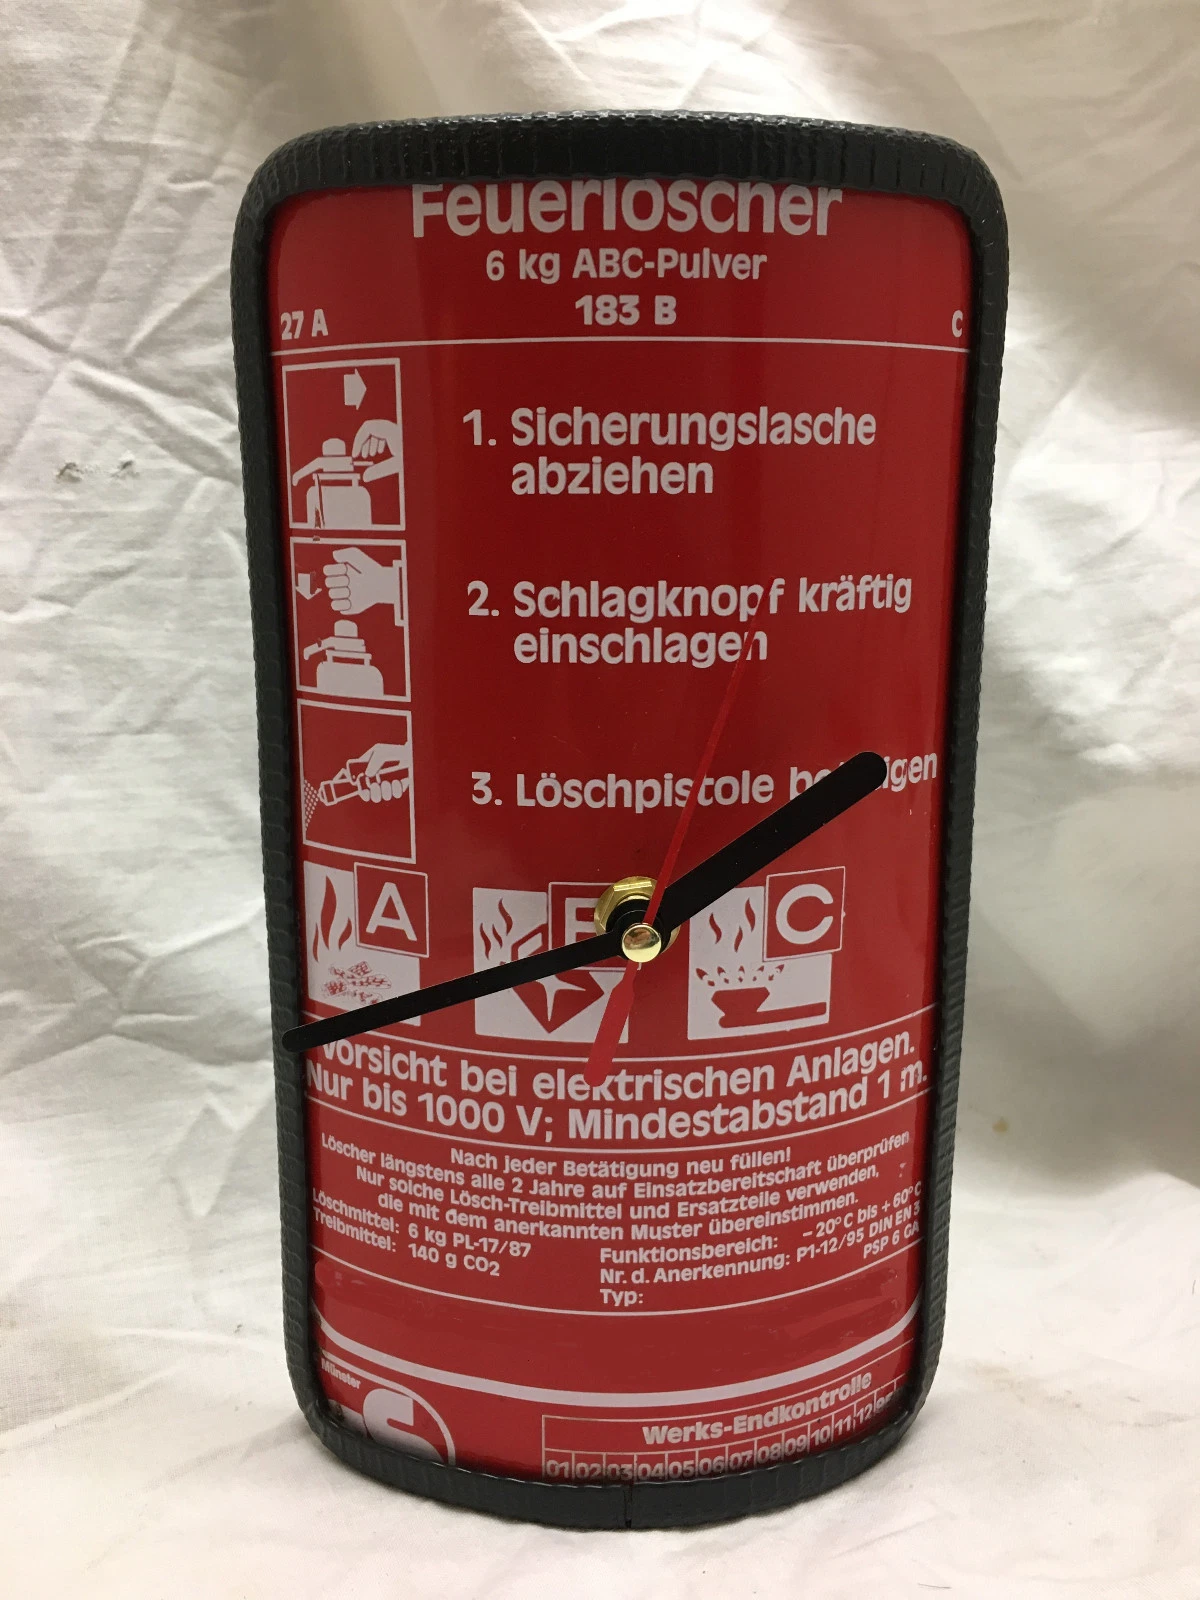 Feuerlöscher
6 kg ABC-Pulver
183 B
27 A
C
1. Sicherungslasche
abziehen
2. Schlagknopf kräftig
einschlagen
3. Löschpistole
A
C
Vorsicht bei elektrischen Anlagen.
Nur bis 1000 V; Mindestabstand 1 m.
Nach jeder Betätigung neu füllen!
Löscher längstens alle 2 Jahre auf Einsatzbereitschaft überprüfen
Nur solche Lösch-Treibmittel und Ersatzteile verwenden,
die mit dem anerkannten Muster übereinstimmen.
Löschmittel: 6 kg PL-17/87
Treibmittel: 140 g CO2
Funktionsbereich: –20°C bis +60°C
Nr. d. Anerkennung: P1-12/95 DIN EN 3
Typ: PSP 6 GA
Münster
Werks-Endkontrolle
01 02 03 04 05 06 07 08 09 10 11 12